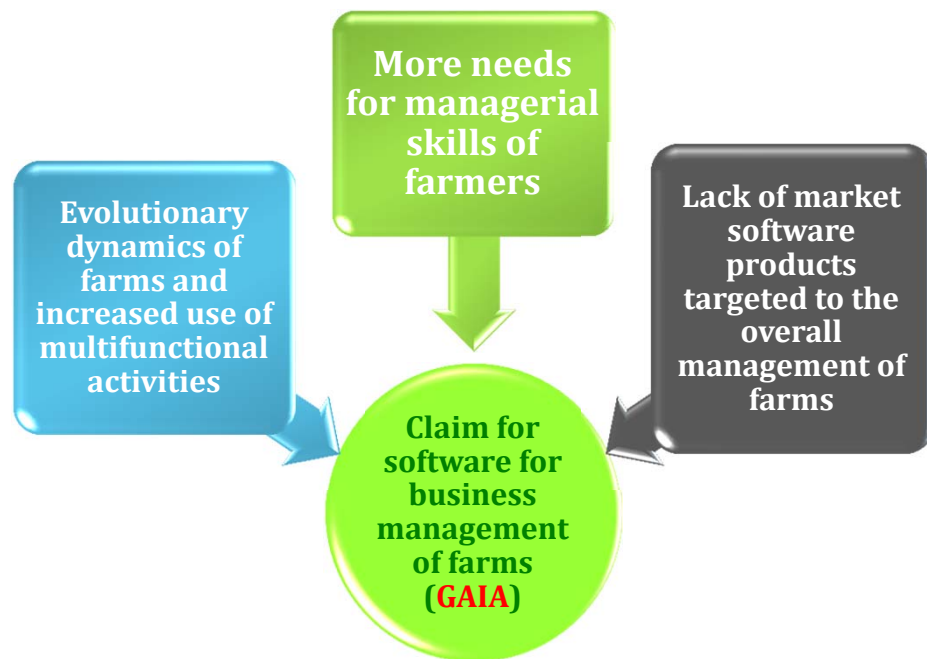 More needs
for managerial
skills of
farmers
Evolutionary
dynamics of
farms and
increased use of
multifunctional
activities
Lack of market
software
products
targeted to the
overall
management of
farms
Claim for
software for
business
management
of farms
(GAIA)